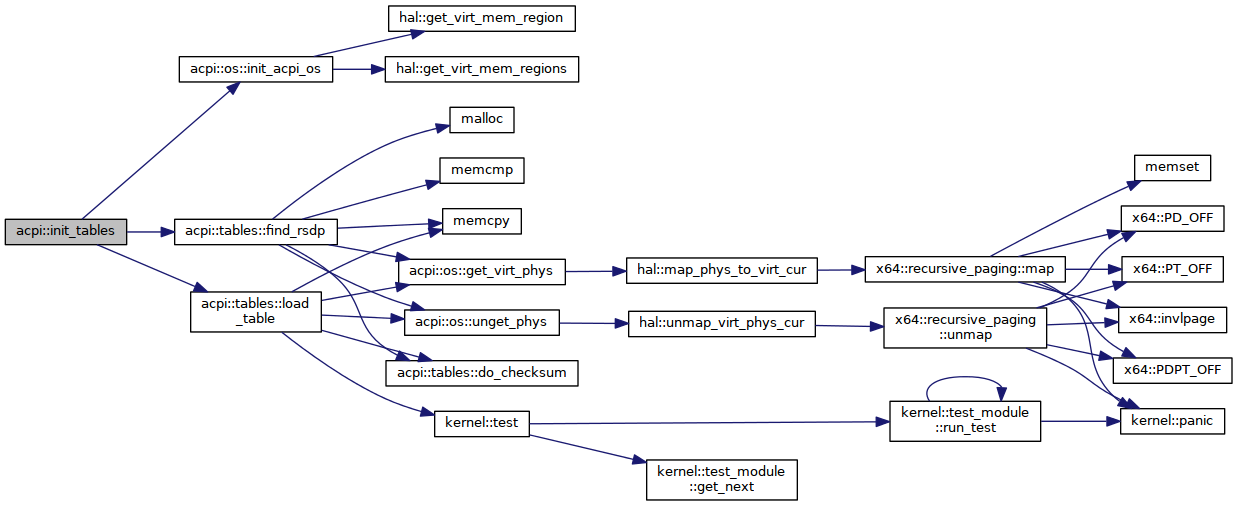 hal::get_virt_mem_region
acpi::os::init_acpi_os
hal::get_virt_mem_regions
malloc
memcmp
memset
memcpy
x64::PD_OFF
acpi::init_tables
acpi::tables::find_rsdp
acpi::os::get_virt_phys
hal::map_phys_to_virt_cur
x64::recursive_paging::map
x64::PT_OFF
acpi::tables::load
_table
acpi::os::unget_phys
hal::unmap_virt_phys_cur
x64::recursive_paging
::unmap
x64::invlpage
acpi::tables::do_checksum
x64::PDPT_OFF
kernel::test
kernel::test_module
::run_test
kernel::panic
kernel::test_module
::get_next